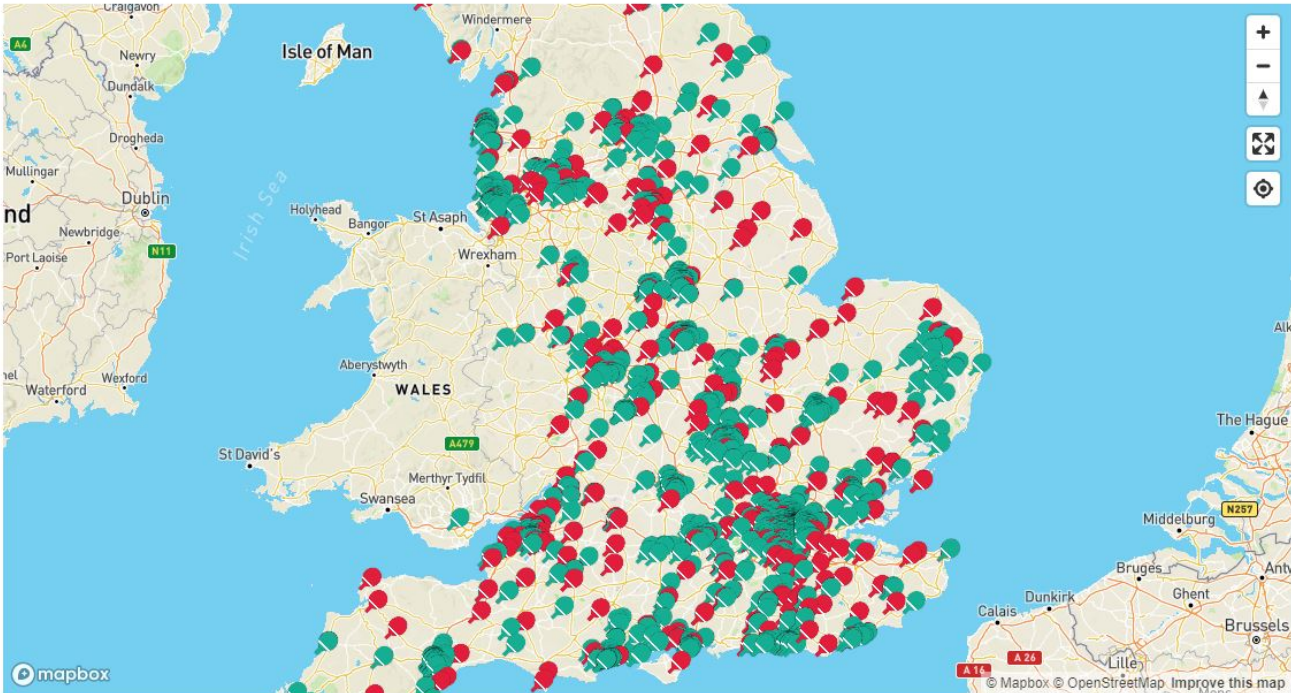 Craigavon
Windermere
A4
Isle of Man
Newry
Dundalk
Drogheda
Mullingar
Dublin
nd
Holyhead
Bangor
St Asaph
Irish Sea
Newbridge
N11
Port Laoise
Wrexham
Aberystwyth
WALES
Wexford
Waterford
The Hague
St David's
A479
Merthyr Tydfil
Swansea
N257
Middelburg
Bruges
Antw
Dunkirk
Ghent
Calais
Brussels
A 16
A 26
Lille
mapbox
© Mapbox © OpenStreetMap Improve this map